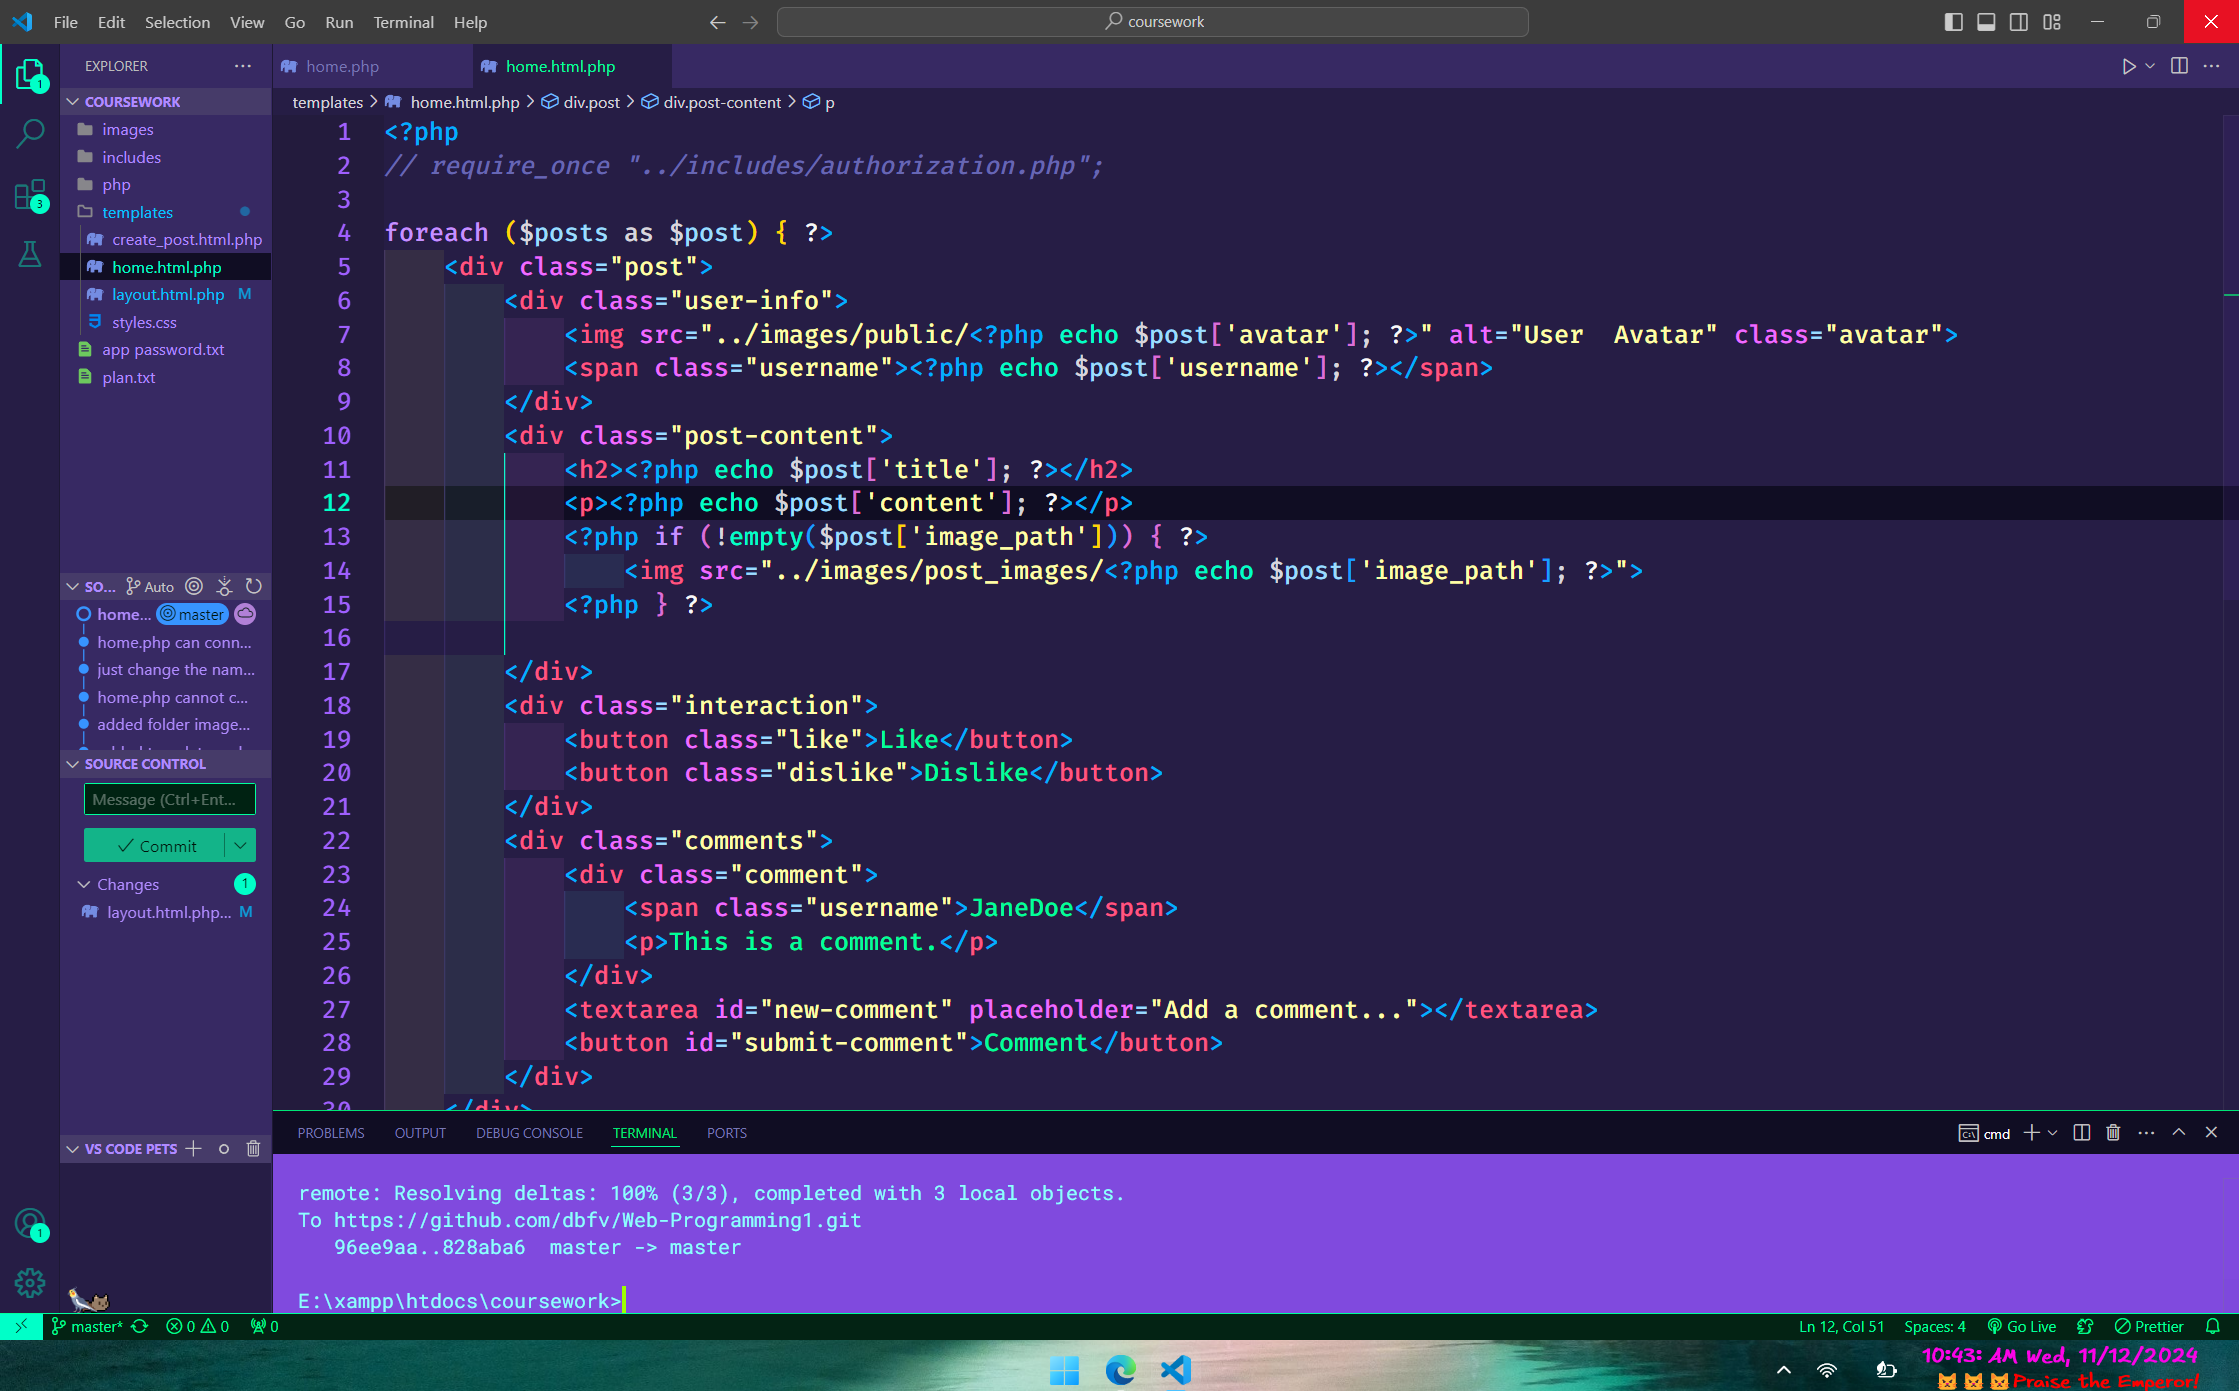 File Edit Selection View Go Run Terminal Help
coursework
EXPLORER
COURSEWORK
images
includes
php
templates
create_post.html.php
home.html.php
layout.html.php M
styles.css
app password.txt
plan.txt
SO... Auto
home... master
home.php can conn...
just change the nam...
home.php cannot c...
added folder image...
SOURCE CONTROL
Message (Ctrl+Ent...
Commit
Changes 1
layout.html.php... M
VS CODE PETS
home.php
home.html.php
templates > home.html.php > div.post > div.post-content > p
1 <?php
2 // require_once "../includes/authorization.php";
3
4 foreach ($posts as $post) { ?>
5 <div class="post">
6 <div class="user-info">
7 <img src="../images/public/<?php echo $post['avatar']; ?>" alt="User  Avatar" class="avatar">
8 <span class="username"><?php echo $post['username']; ?></span>
9 </div>
10 <div class="post-content">
11 <h2><?php echo $post['title']; ?></h2>
12 <p><?php echo $post['content']; ?></p>
13 <?php if (!empty($post['image_path'])) { ?>
14 <img src="../images/post_images/<?php echo $post['image_path']; ?>">
15 <?php } ?>
16
17 </div>
18 <div class="interaction">
19 <button class="like">Like</button>
20 <button class="dislike">Dislike</button>
21 </div>
22 <div class="comments">
23 <div class="comment">
24 <span class="username">JaneDoe</span>
25 <p>This is a comment.</p>
26 </div>
27 <textarea id="new-comment" placeholder="Add a comment..."></textarea>
28 <button id="submit-comment">Comment</button>
29 </div>
30 </div>
PROBLEMS OUTPUT DEBUG CONSOLE TERMINAL PORTS
cmd
remote: Resolving deltas: 100% (3/3), completed with 3 local objects.
To https://github.com/dbfv/Web-Programming1.git
96ee9aa..828aba6  master -> master
E:\xampp\htdocs\coursework>
master* 0 0 0
Ln 12, Col 51 Spaces: 4 Go Live Prettier
10:43: AM Wed, 11/12/2024
Praise the Emperor!